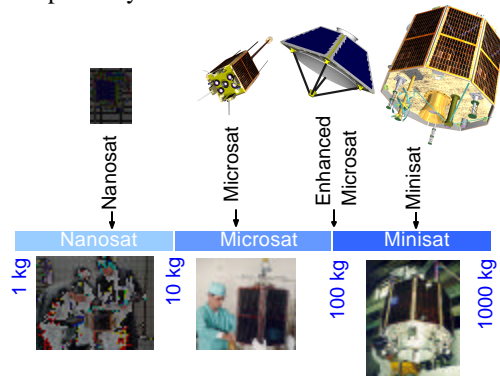 Nanosat
Microsat
Enhanced
Microsat
Minisat
Nanosat Microsat Minisat
1 kg
10 kg
100 kg
1000 kg